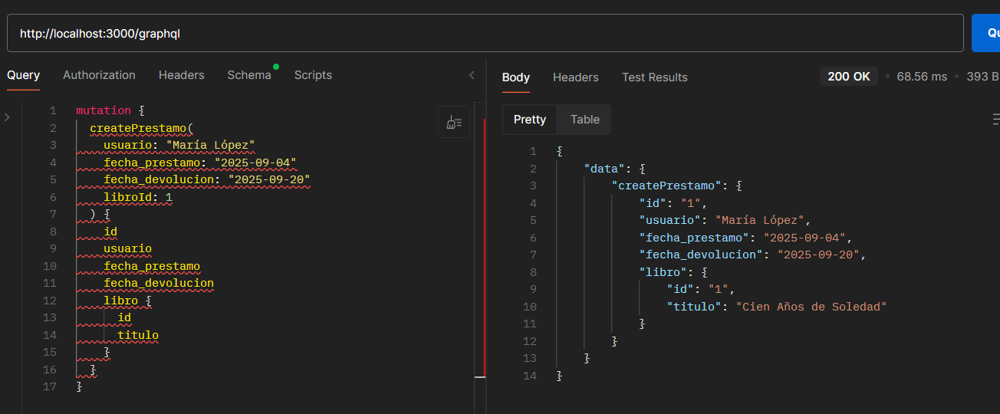 http://localhost:3000/graphql
Query Authorization Headers Schema Scripts
1 mutation {
2 createPrestamo(
3 usuario: "María López"
4 fecha_prestamo: "2025-09-04"
5 fecha_devolucion: "2025-09-20"
6 libroId: 1
7 ) {
8 id
9 usuario
10 fecha_prestamo
11 fecha_devolucion
12 libro {
13 id
14 titulo
15 }
16 }
17 }
Body Headers Test Results 200 OK 68.56 ms 393 B
Pretty Table
1 {
2 "data": {
3 "createPrestamo": {
4 "id": "1",
5 "usuario": "María López",
6 "fecha_prestamo": "2025-09-04",
7 "fecha_devolucion": "2025-09-20",
8 "libro": {
9 "id": "1",
10 "titulo": "Cien Años de Soledad"
11 }
12 }
13 }
14 }